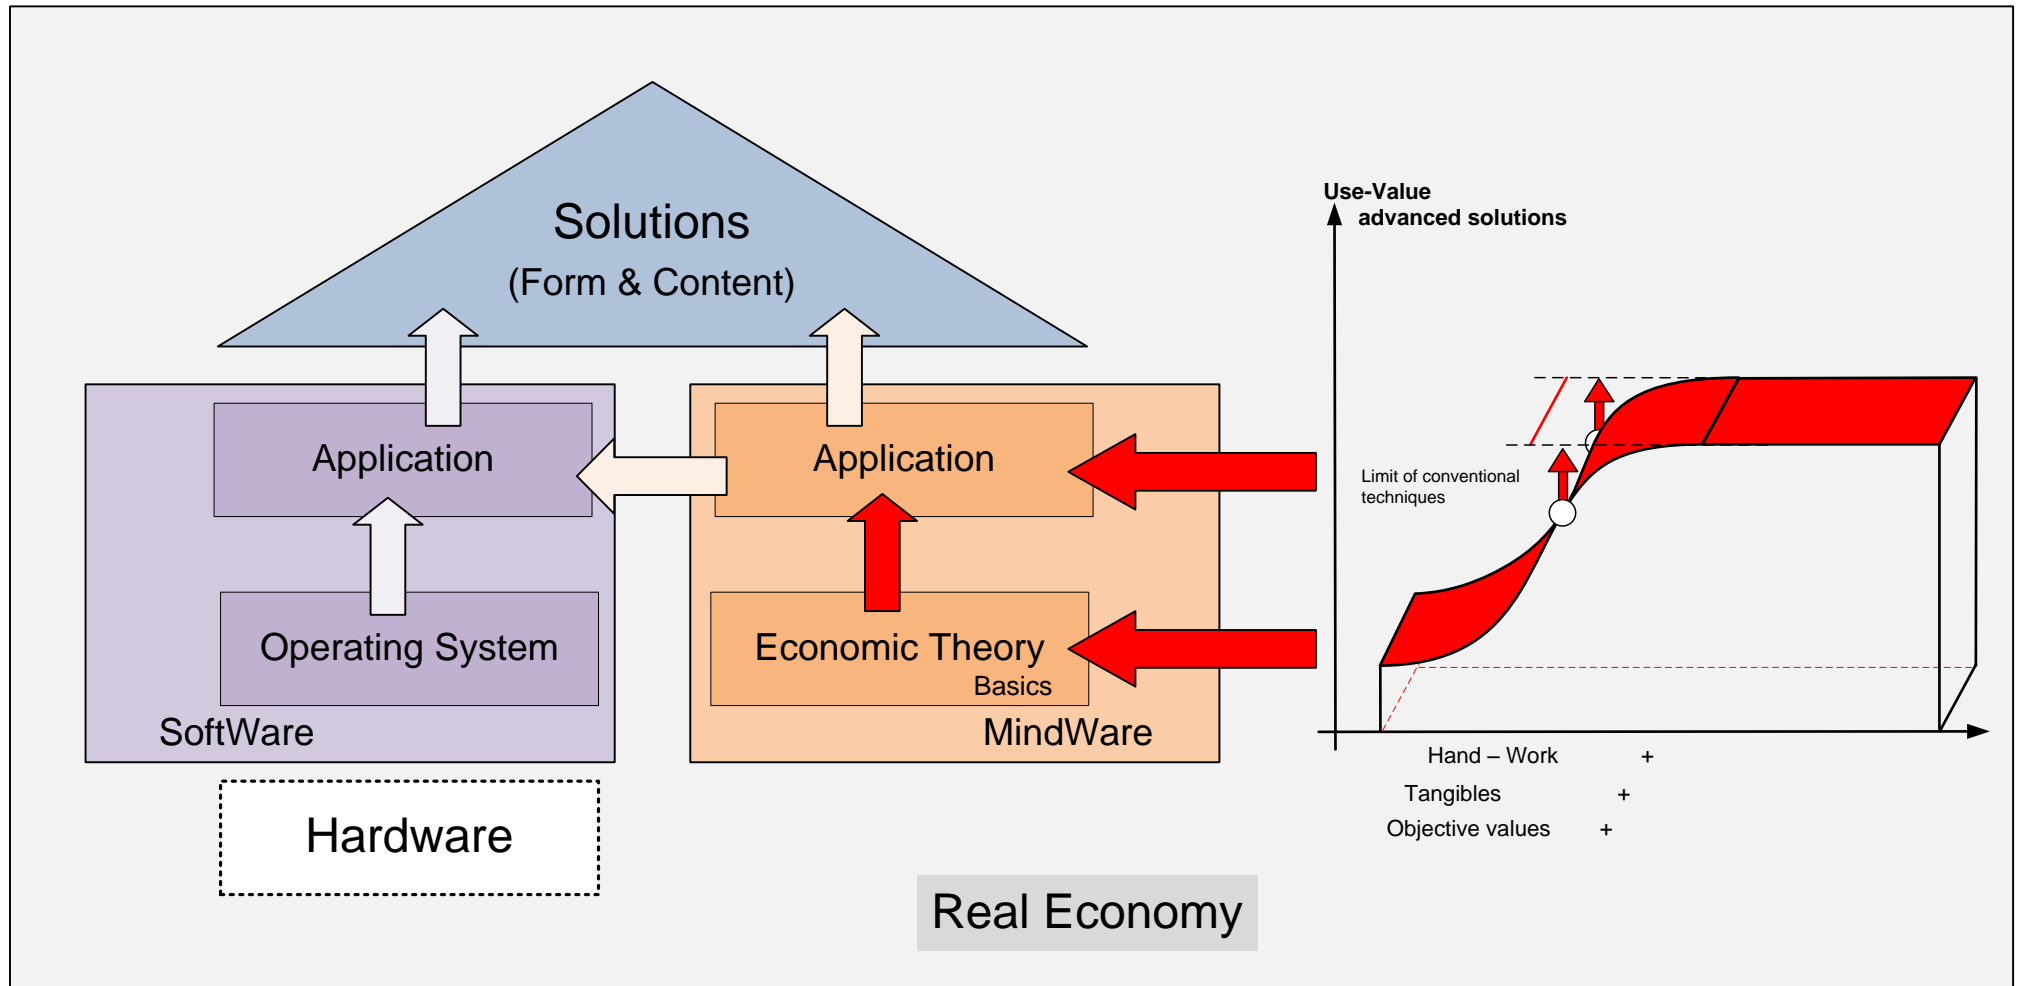 Solutions
(Form & Content)
Application
Operating System
SoftWare
Hardware
Application
Economic Theory
Basics
MindWare
Real Economy
Use-Value
advanced solutions
Limit of conventional
techniques
Hand – Work +
Tangibles +
Objective values +